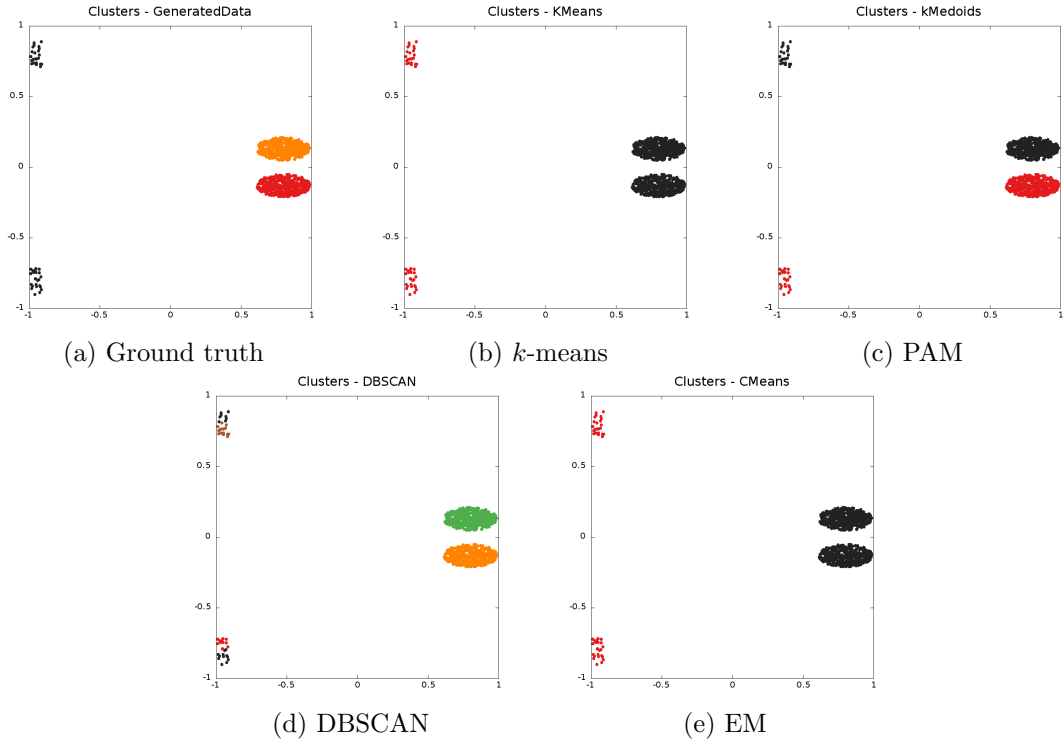 Clusters - GeneratedData
1
0.5
0
-0.5
-1
-1 -0.5 0 0.5 1
(a) Ground truth
Clusters - KMeans
1
0.5
0
-0.5
-1
-1 -0.5 0 0.5 1
(b) k-means
Clusters - kMedoids
1
0.5
0
-0.5
-1
-1 -0.5 0 0.5 1
(c) PAM
Clusters - DBSCAN
1
0.5
0
-0.5
-1
-1 -0.5 0 0.5 1
(d) DBSCAN
Clusters - CMeans
1
0.5
0
-0.5
-1
-1 -0.5 0 0.5 1
(e) EM